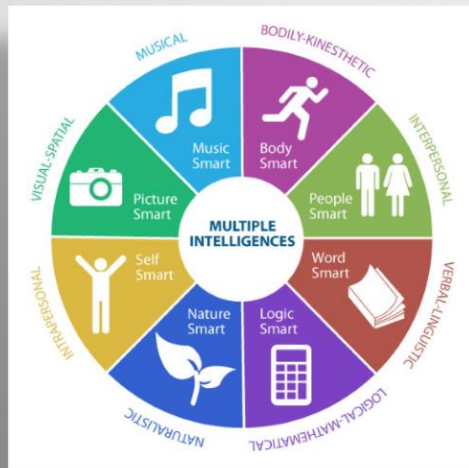 MUSICAL
BODILY-KINESTHETIC
VISUAL-SPATIAL
INTERPERSONAL
Music
Smart
Body
Smart
Picture
Smart
People
Smart
MULTIPLE
INTELLIGENCES
Self
Smart
Word
Smart
Nature
Smart
Logic
Smart
INTRAPERSONAL
VERBAL-LINGUISTIC
NATURALISTIC
LOGICAL-MATHEMATICAL